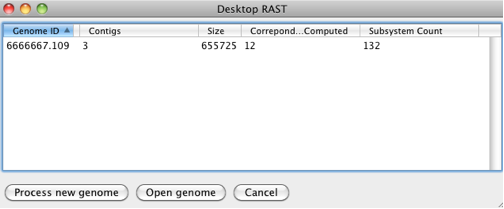 Desktop RAST
Genome ID Contigs Size Correpond...Computed Subsystem Count
6666667.109 3 655725 12 132
Process new genome Open genome Cancel